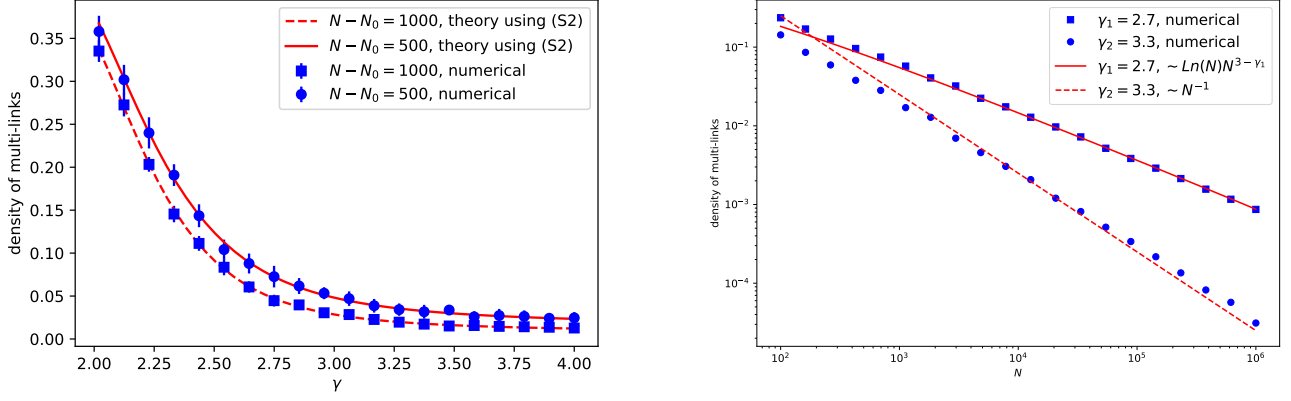 density of multi-links
0.35
0.30
0.25
0.20
0.15
0.10
0.05
0.00
2.00 2.25 2.50 2.75 3.00 3.25 3.50 3.75 4.00
γ
N − N₀ = 1000, theory using (S2)
N − N₀ = 500, theory using (S2)
N − N₀ = 1000, numerical
N − N₀ = 500, numerical
density of multi-links
10⁻¹
10⁻²
10⁻³
10⁻⁴
10² 10³ 10⁴ 10⁵ 10⁶
N
γ₁ = 2.7, numerical
γ₂ = 3.3, numerical
γ₁ = 2.7, ~ Ln(N)N³⁻ᵞ¹
γ₂ = 3.3, ~ N⁻¹